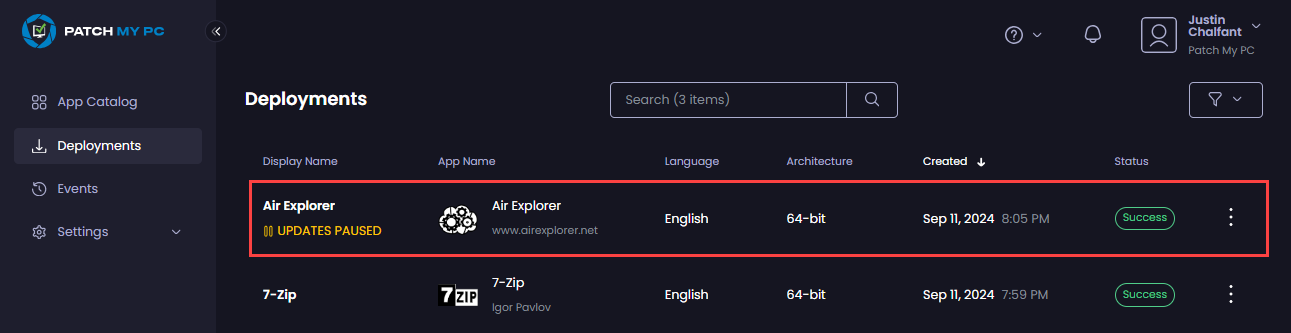 PATCH MY PC
Justin
Chalfant
Patch My PC
App Catalog
Deployments
Events
Settings
Deployments
Search (3 items)
Display Name App Name Language Architecture Created Status
Air Explorer
UPDATES PAUSED
Air Explorer
www.airexplorer.net
English 64-bit Sep 11, 2024 8:05 PM Success
7-Zip
7ZIP
7-Zip
Igor Pavlov
English 64-bit Sep 11, 2024 7:59 PM Success